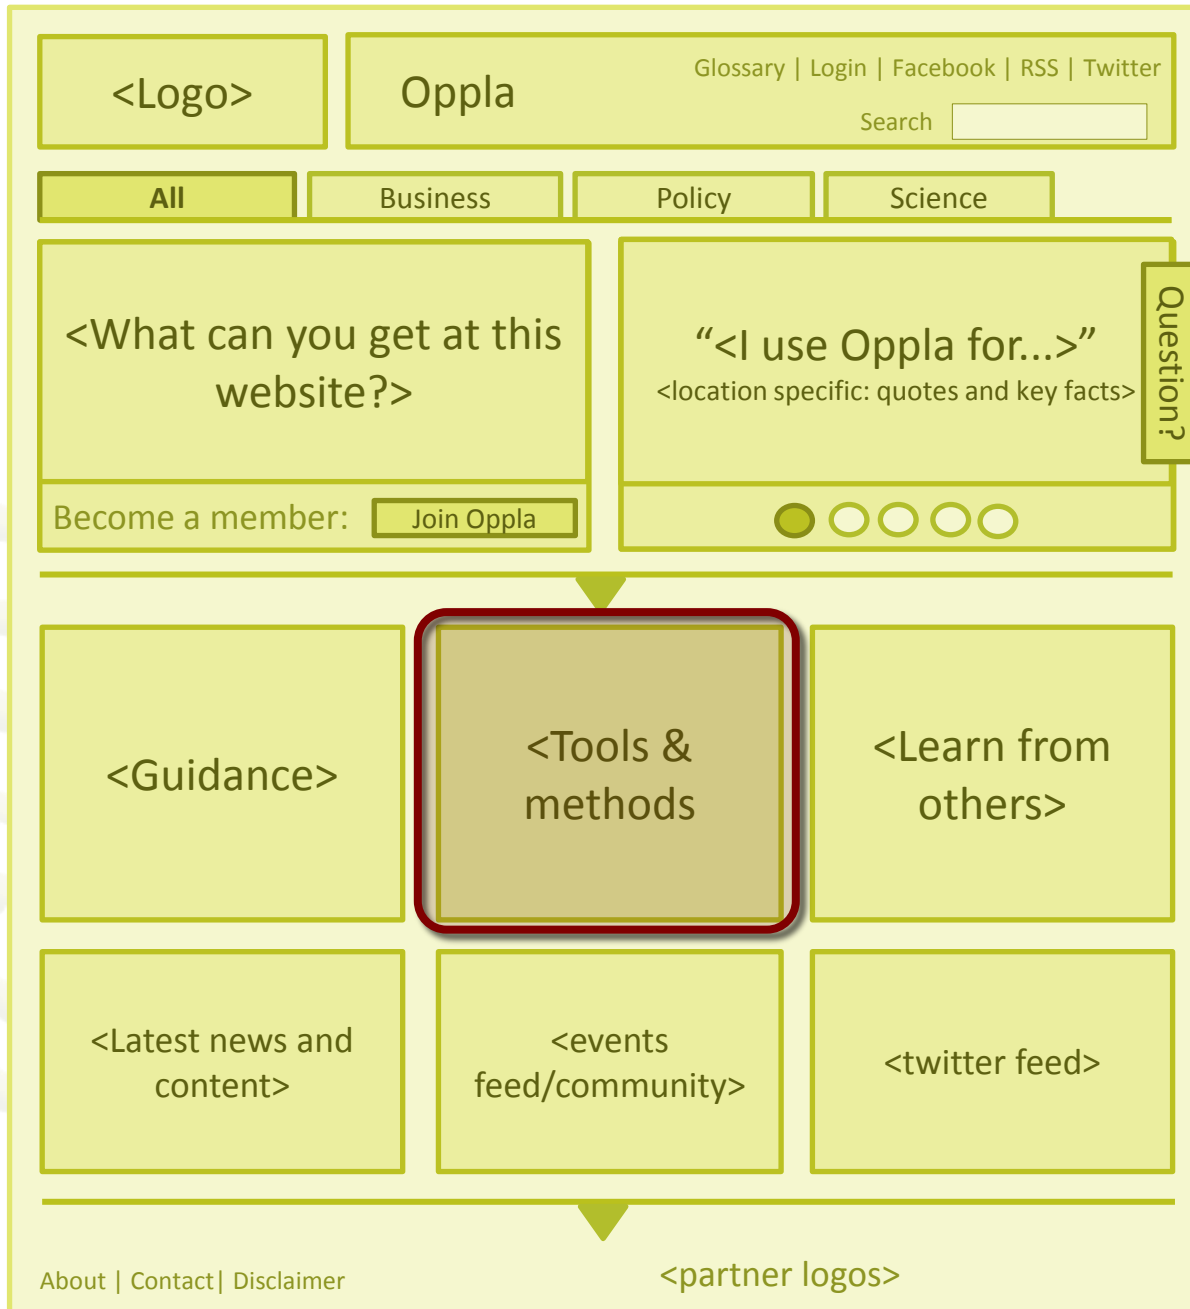 <Logo>
Oppla
Glossary | Login | Facebook | RSS | Twitter
Search
All
Business
Policy
Science
<What can you get at this
website?>
“<I use Oppla for...>”
<location specific: quotes and key facts>
Question?
Become a member:
Join Oppla
<Guidance>
<Tools &
methods
<Learn from
others>
<Latest news and
content>
<events
feed/community>
<twitter feed>
About | Contact| Disclaimer
<partner logos>